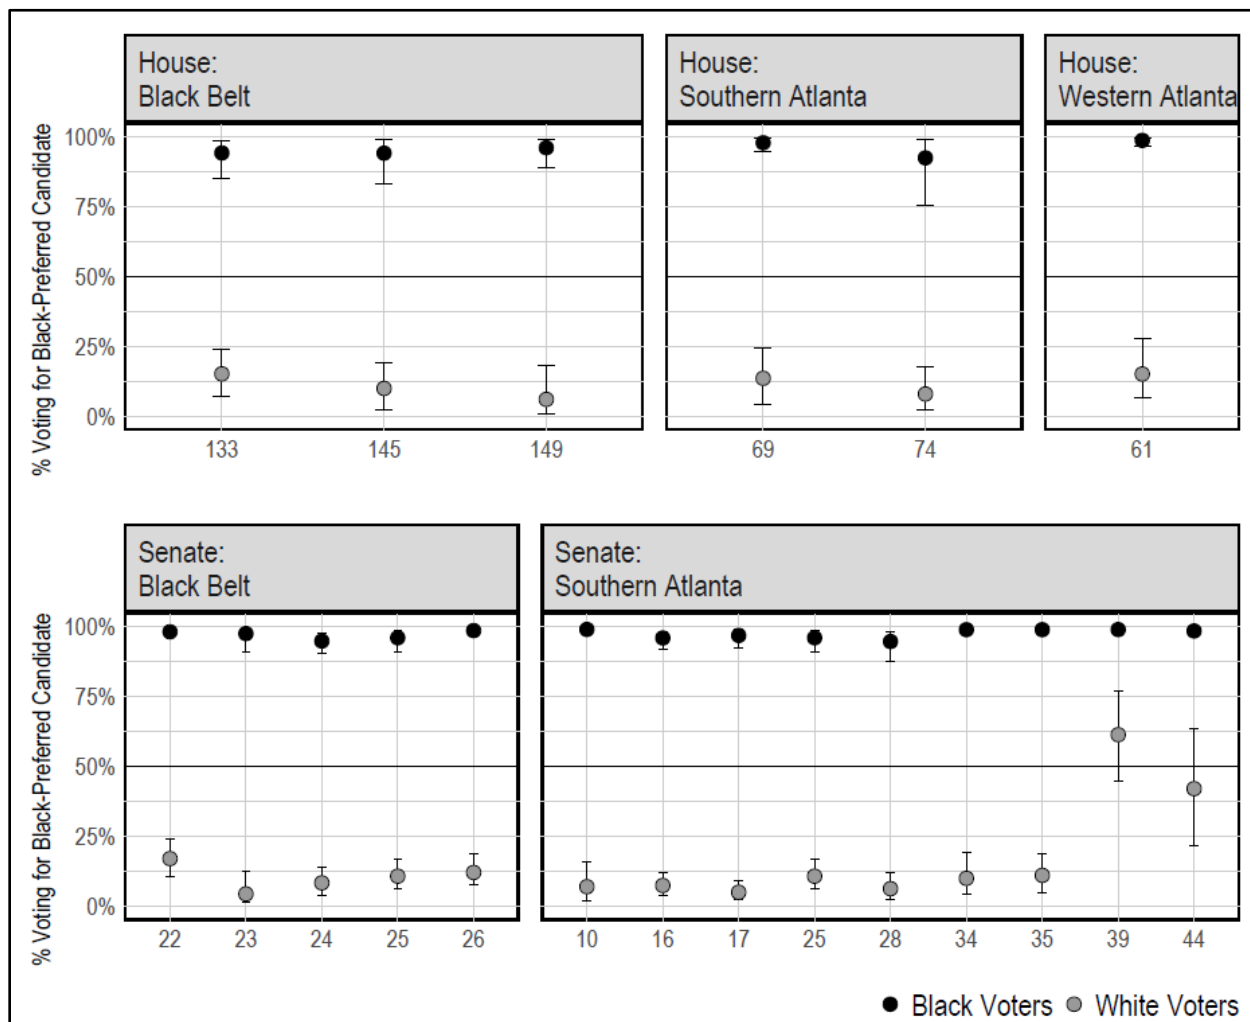 House:
Black Belt
House:
Southern Atlanta
House:
Western Atlanta
% Voting for Black-Preferred Candidate
100%
75%
50%
25%
0%
133 145 149 69 74 61
Senate:
Black Belt
Senate:
Southern Atlanta
% Voting for Black-Preferred Candidate
100%
75%
50%
25%
0%
22 23 24 25 26 10 16 17 25 28 34 35 39 44
Black Voters White Voters